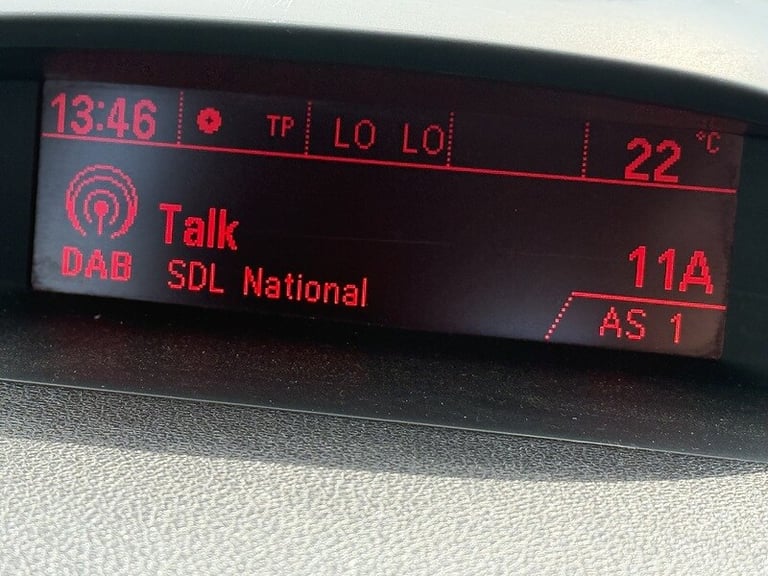 13:46 TP LO LO 22 °C
Talk
DAB SDL National 11A
AS 1